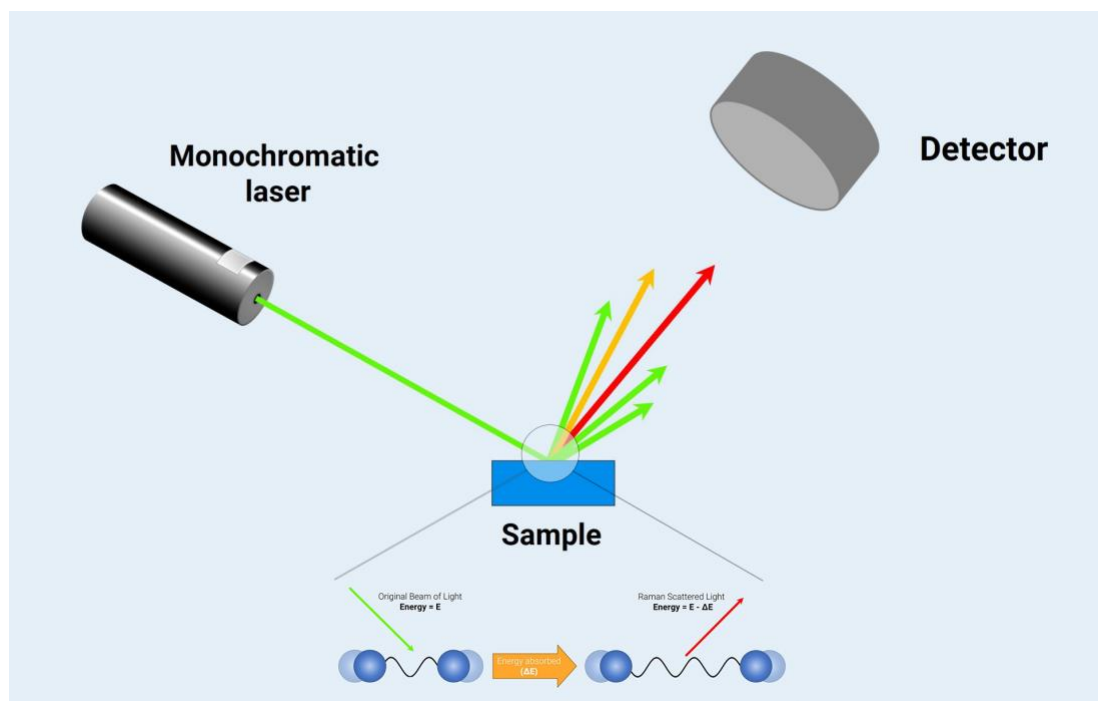 Monochromatic
laser
Detector
Sample
Original Beam of Light
Energy = E
Raman Scattered Light
Energy = E - ΔE
Energy absorbed
(ΔE)